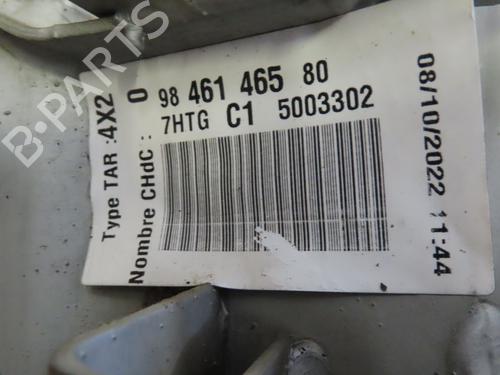 Type TAR :4X2
Nombre CHdC : 0
98 461 465 80
7HTG C1 5003302
08/10/2022 11:44
B-PARTS